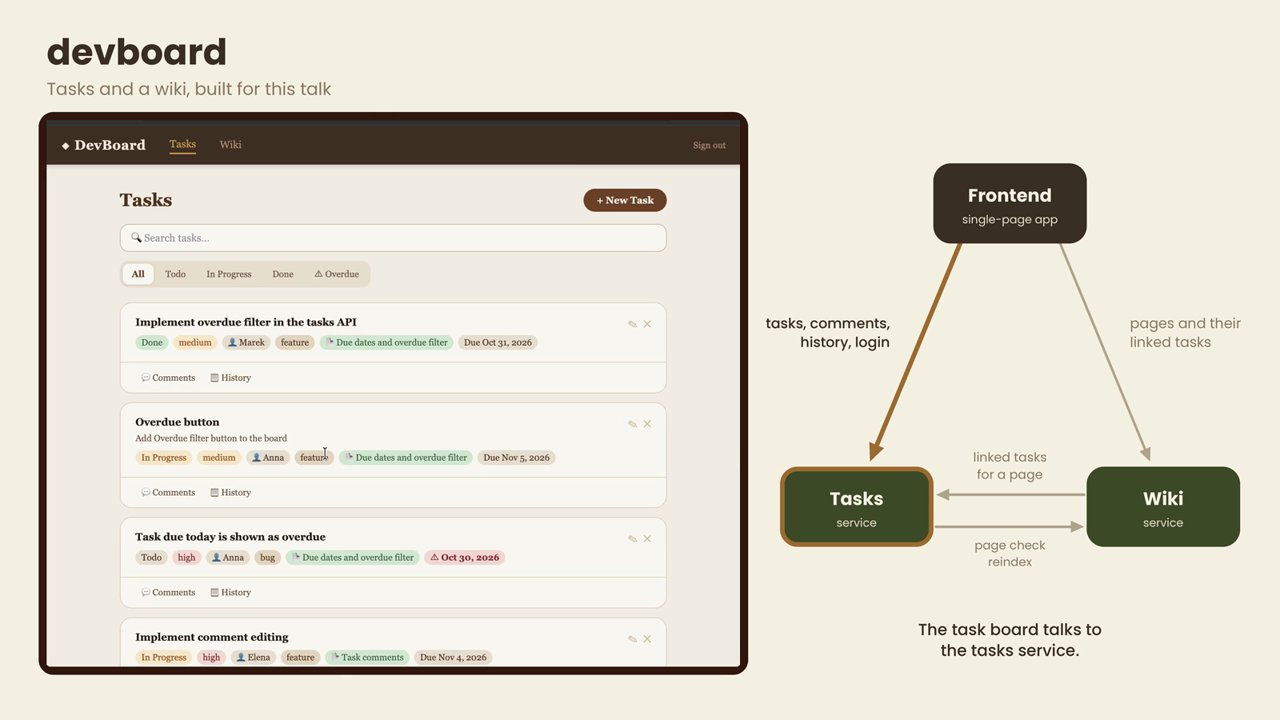 devboard
Tasks and a wiki, built for this talk
DevBoard
Tasks
Wiki
Sign out
Tasks
+ New Task
Search tasks...
All
Todo
In Progress
Done
Overdue
Implement overdue filter in the tasks API
Done
medium
Marek
feature
Due dates and overdue filter
Due Oct 31, 2026
Comments
History
Overdue button
Add Overdue filter button to the board
In Progress
medium
Anna
feature
Due dates and overdue filter
Due Nov 5, 2026
Comments
History
Task due today is shown as overdue
Todo
high
Anna
bug
Due dates and overdue filter
Oct 30, 2026
Comments
History
Implement comment editing
In Progress
high
Elena
feature
Task comments
Due Nov 4, 2026
Frontend
single-page app
tasks, comments,
history, login
pages and their
linked tasks
linked tasks
for a page
Tasks
service
Wiki
service
page check
reindex
The task board talks to
the tasks service.